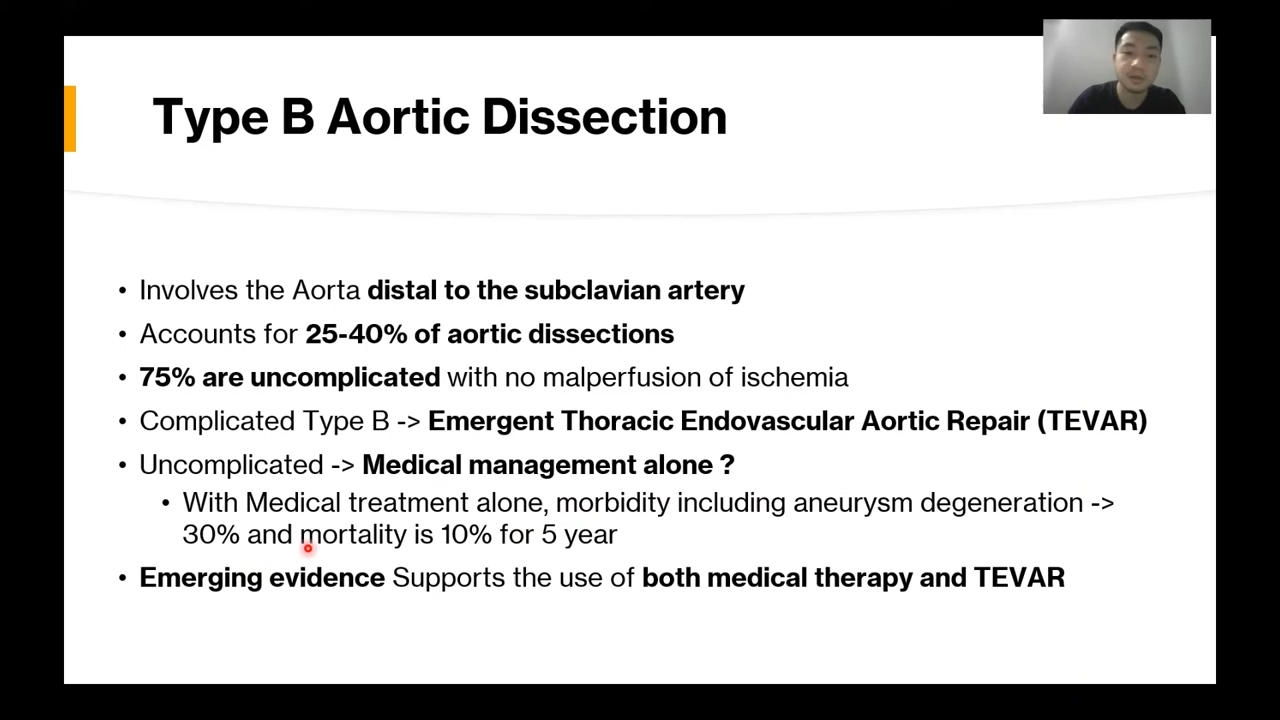 Type B Aortic Dissection
• Involves the Aorta distal to the subclavian artery
• Accounts for 25-40% of aortic dissections
• 75% are uncomplicated with no malperfusion of ischemia
• Complicated Type B -> Emergent Thoracic Endovascular Aortic Repair (TEVAR)
• Uncomplicated -> Medical management alone ?
• With Medical treatment alone, morbidity including aneurysm degeneration ->
30% and mortality is 10% for 5 year
• Emerging evidence Supports the use of both medical therapy and TEVAR